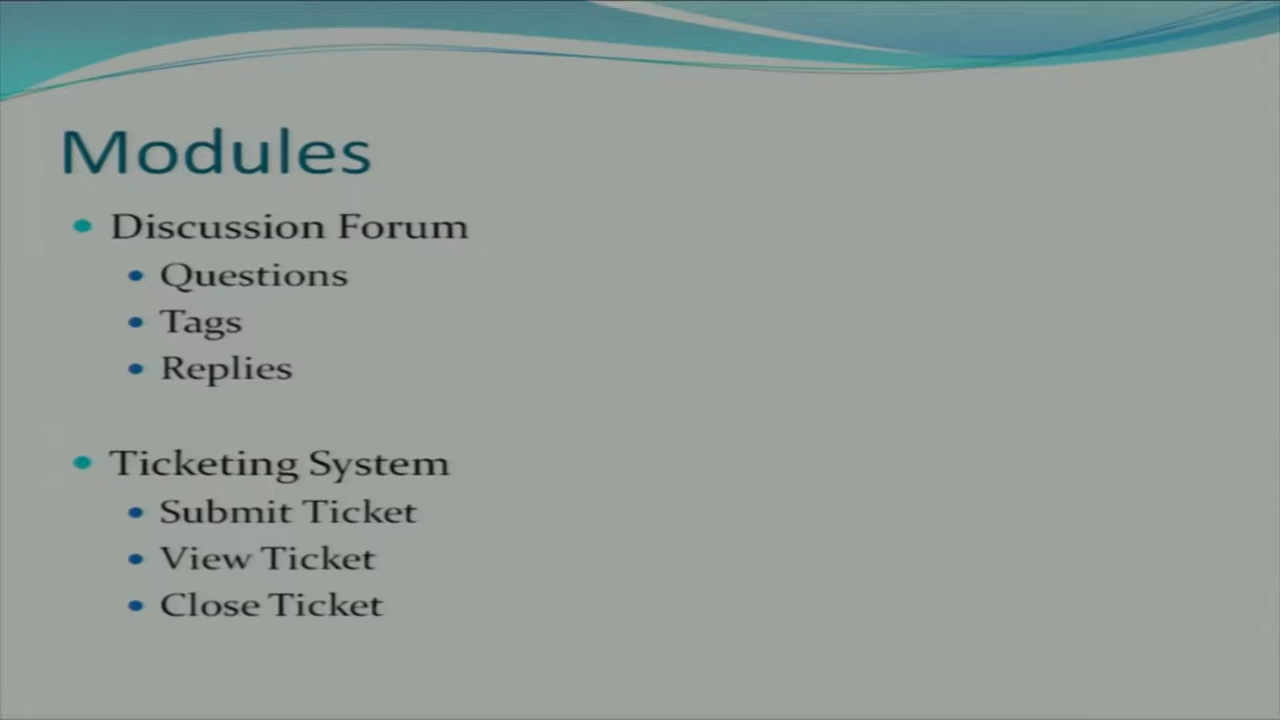 Modules
Discussion Forum
Questions
Tags
Replies
Ticketing System
Submit Ticket
View Ticket
Close Ticket